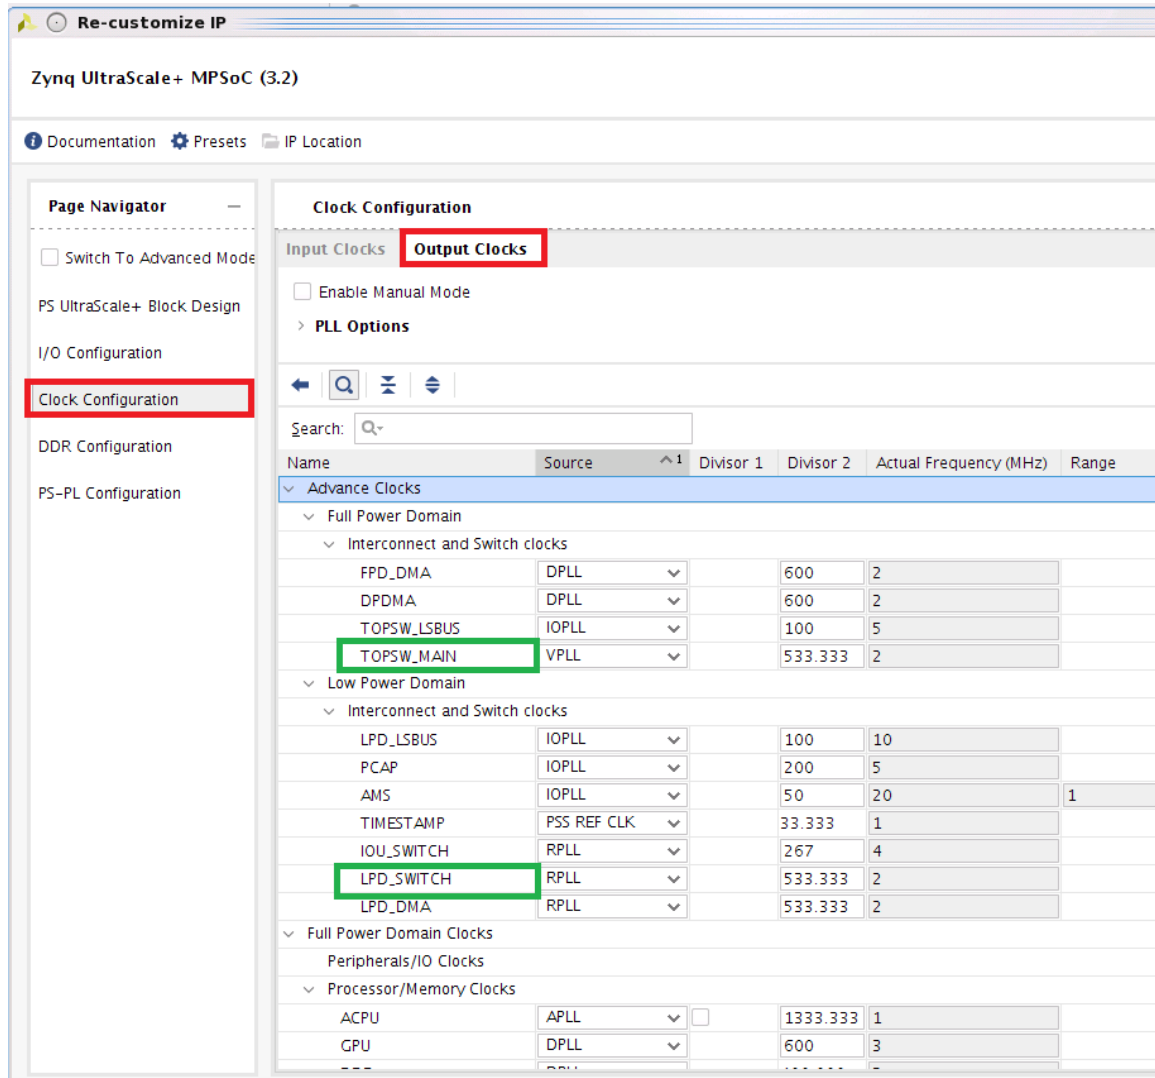 Re-customize IP
Zynq UltraScale+ MPSoC (3.2)
Documentation Presets IP Location
Page Navigator
Switch To Advanced Mode
PS UltraScale+ Block Design
I/O Configuration
Clock Configuration
DDR Configuration
PS-PL Configuration
Clock Configuration
Input Clocks Output Clocks
Enable Manual Mode
PLL Options
Search:
Name Source 1 Divisor 1 Divisor 2 Actual Frequency (MHz) Range
Advance Clocks
Full Power Domain
Interconnect and Switch clocks
FPD_DMA DPLL 600 2
DPDMA DPLL 600 2
TOPSW_LSBUS IOPLL 100 5
TOPSW_MAIN VPLL 533.333 2
Low Power Domain
Interconnect and Switch clocks
LPD_LSBUS IOPLL 100 10
PCAP IOPLL 200 5
AMS IOPLL 50 20 1
TIMESTAMP PSS REF CLK 33.333 1
IOU_SWITCH RPLL 267 4
LPD_SWITCH RPLL 533.333 2
LPD_DMA RPLL 533.333 2
Full Power Domain Clocks
Peripherals/IO Clocks
Processor/Memory Clocks
ACPU APLL 1333.333 1
GPU DPLL 600 3